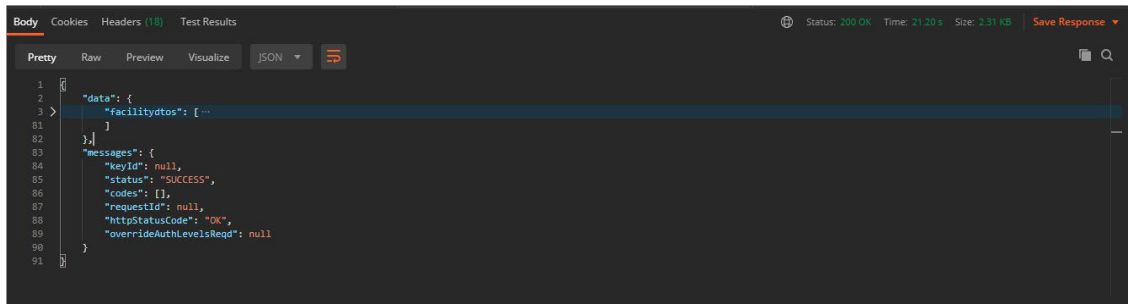 Body Cookies Headers (18) Test Results Status: 200 OK Time: 21.20 s Size: 2.31 KB Save Response
Pretty Raw Preview Visualize JSON
1 {
2 "data": {
3 "facilitydtos": [ ···
81 ]
82 },
83 "messages": {
84 "keyId": null,
85 "status": "SUCCESS",
86 "codes": [],
87 "requestId": null,
88 "httpStatusCode": "OK",
89 "overrideAuthLevelsReqd": null
90 }
91 }